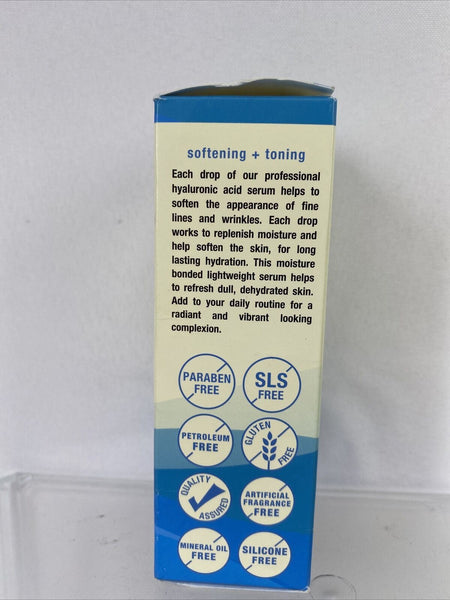 softening + toning
Each drop of our professional
hyaluronic acid serum helps to
soften the appearance of fine
lines and wrinkles. Each drop
works to replenish moisture and
help soften the skin, for long
lasting hydration. This moisture
bonded lightweight serum helps
to refresh dull, dehydrated skin.
Add to your daily routine for a
radiant and vibrant looking
complexion.
PARABEN
FREE
SLS
FREE
PETROLEUM
FREE
GLUTEN
FREE
QUALITY
ASSURED
ARTIFICIAL
FRAGRANCE
FREE
MINERAL OIL
FREE
SILICONE
FREE